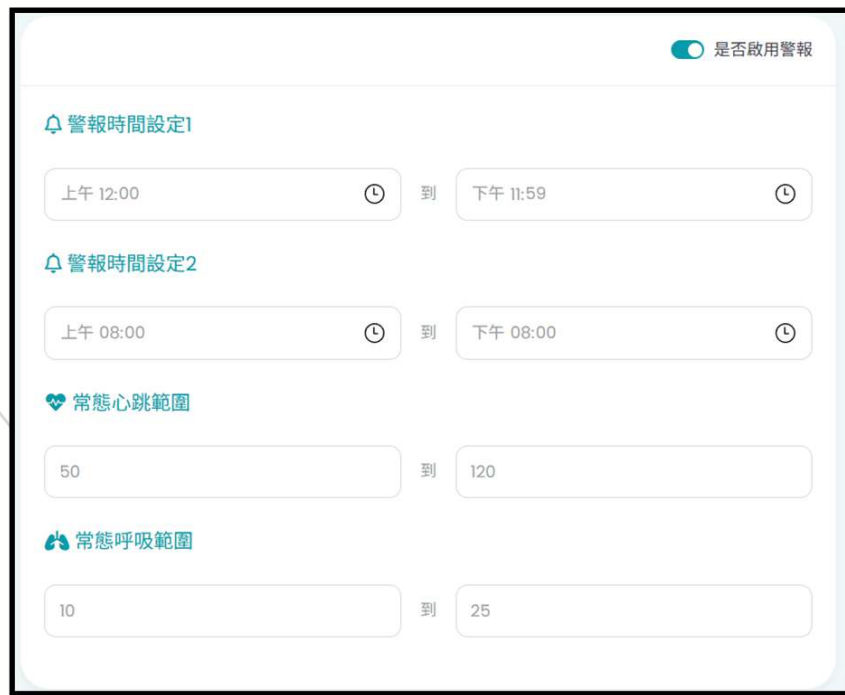 是否啟用警報
警報時間設定1
上午 12:00 到 下午 11:59
警報時間設定2
上午 08:00 到 下午 08:00
常態心跳範圍
50 到 120
常態呼吸範圍
10 到 25